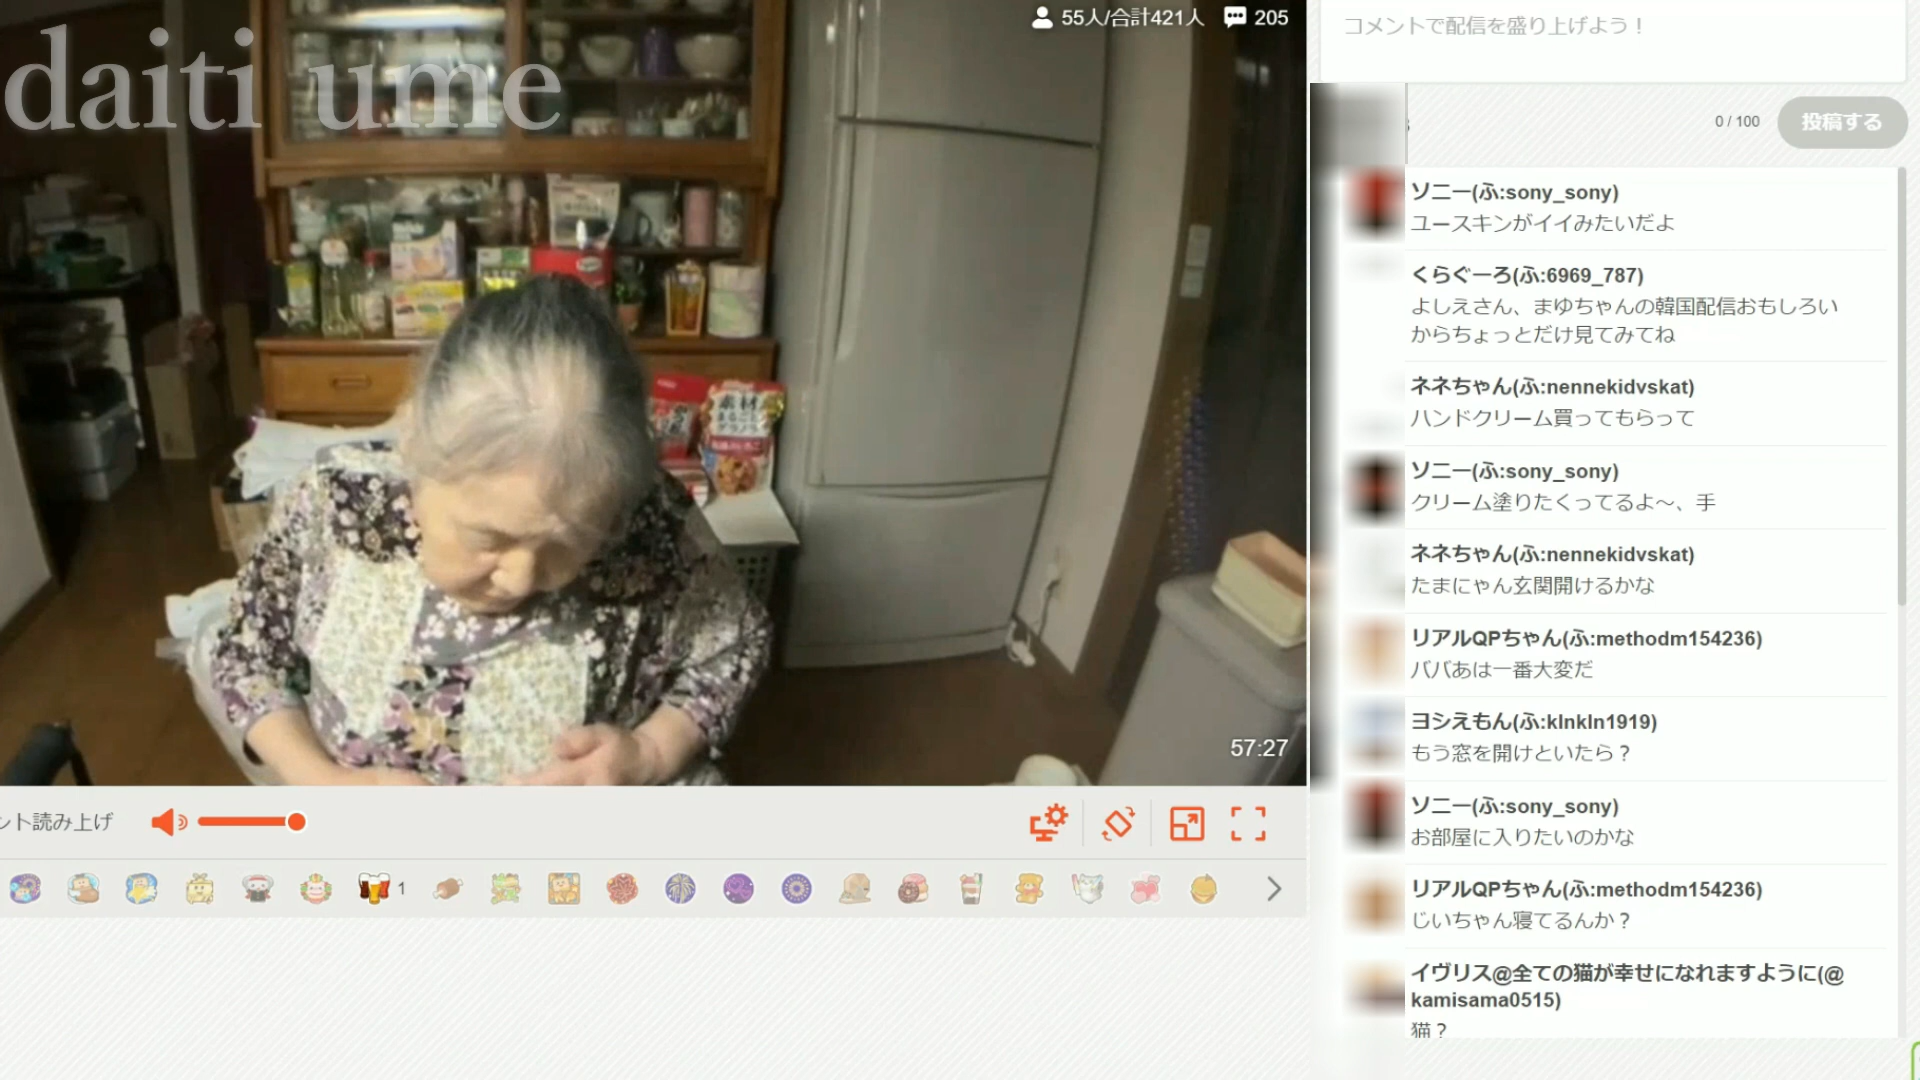 daiti ume
55人/合計421人 205
素材
まるごと
グラノーラ
57:27
ント読み上げ
1
コメントで配信を盛り上げよう！
0 / 100 投稿する
ソニー(ふ:sony_sony)
ユースキンがイイみたいだよ
くらぐーろ(ふ:6969_787)
よしえさん、まゆちゃんの韓国配信おもしろい
からちょっとだけ見てみてね
ネネちゃん(ふ:nennekidvskat)
ハンドクリーム買ってもらって
ソニー(ふ:sony_sony)
クリーム塗りたくってるよ〜、手
ネネちゃん(ふ:nennekidvskat)
たまにゃん玄関開けるかな
リアルQPちゃん(ふ:methodm154236)
ババあは一番大変だ
ヨシえもん(ふ:klnkln1919)
もう窓を開けといたら？
ソニー(ふ:sony_sony)
お部屋に入りたいのかな
リアルQPちゃん(ふ:methodm154236)
じいちゃん寝てるんか？
イヴリス@全ての猫が幸せになれますように(@
kamisama0515)
猫？